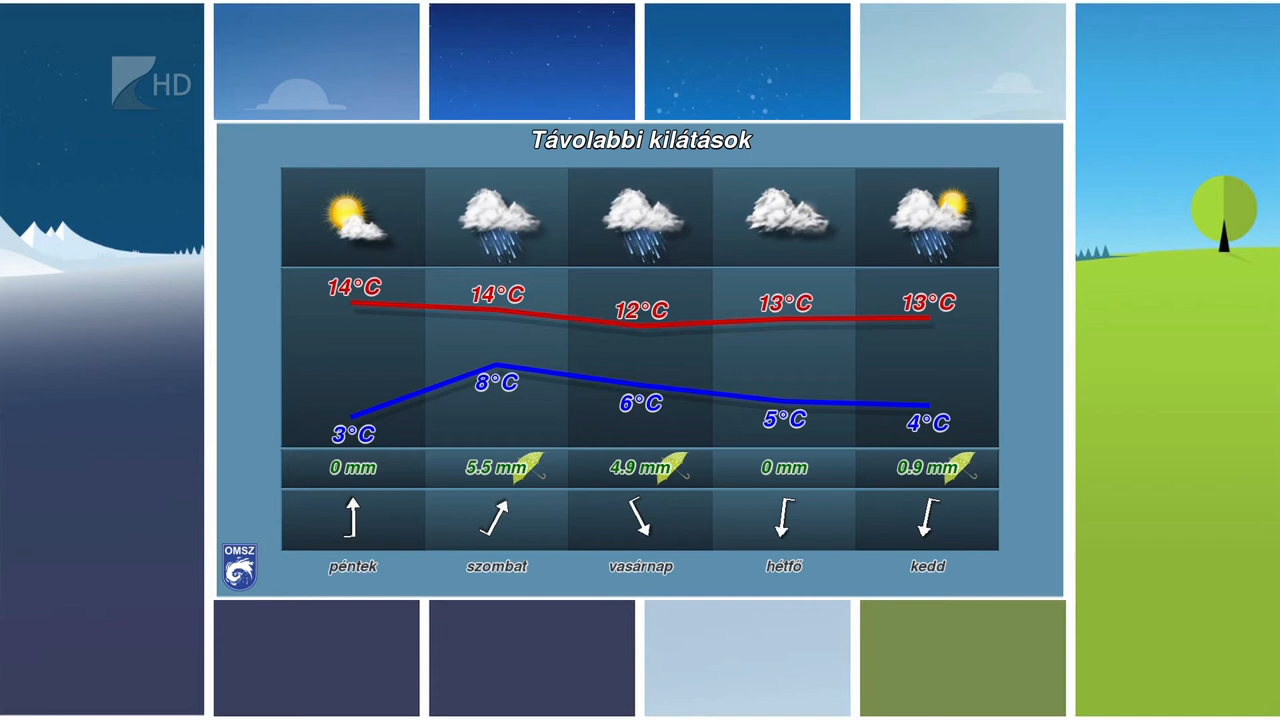 HD
Távolabbi kilátások
14°C 14°C 12°C 13°C 13°C
3°C 8°C 6°C 5°C 4°C
0 mm 5.5 mm 4.9 mm 0 mm 0.9 mm
OMSZ
péntek szombat vasárnap hétfő kedd